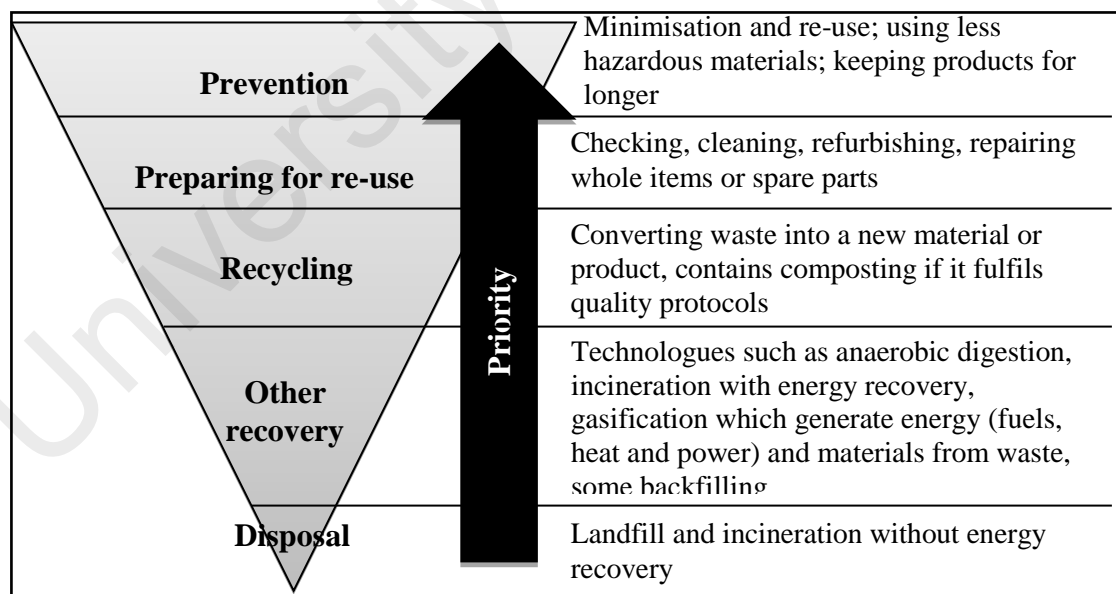 University
Prevention
Minimisation and re-use; using less
hazardous materials; keeping products for
longer
Preparing for re-use
Checking, cleaning, refurbishing, repairing
whole items or spare parts
Recycling
Converting waste into a new material or
product, contains composting if it fulfils
quality protocols
Other
recovery
Technologues such as anaerobic digestion,
incineration with energy recovery,
gasification which generate energy (fuels,
heat and power) and materials from waste,
some backfilling
Disposal
Landfill and incineration without energy
recovery
Priority